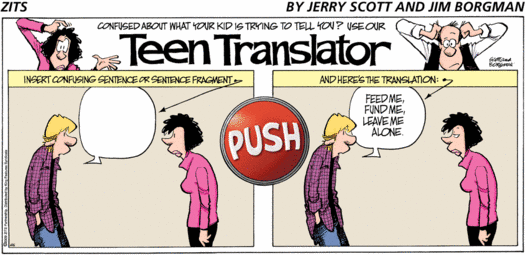 ZITS
BY JERRY SCOTT AND JIM BORGMAN
CONFUSED ABOUT WHAT YOUR KID IS TRYING TO TELL YOU? USE OUR
Teen Translator
INSERT CONFUSING SENTENCE OR SENTENCE FRAGMENT
AND HERE'S THE TRANSLATION:
PUSH
FEED ME,
FUND ME,
LEAVE ME
ALONE.